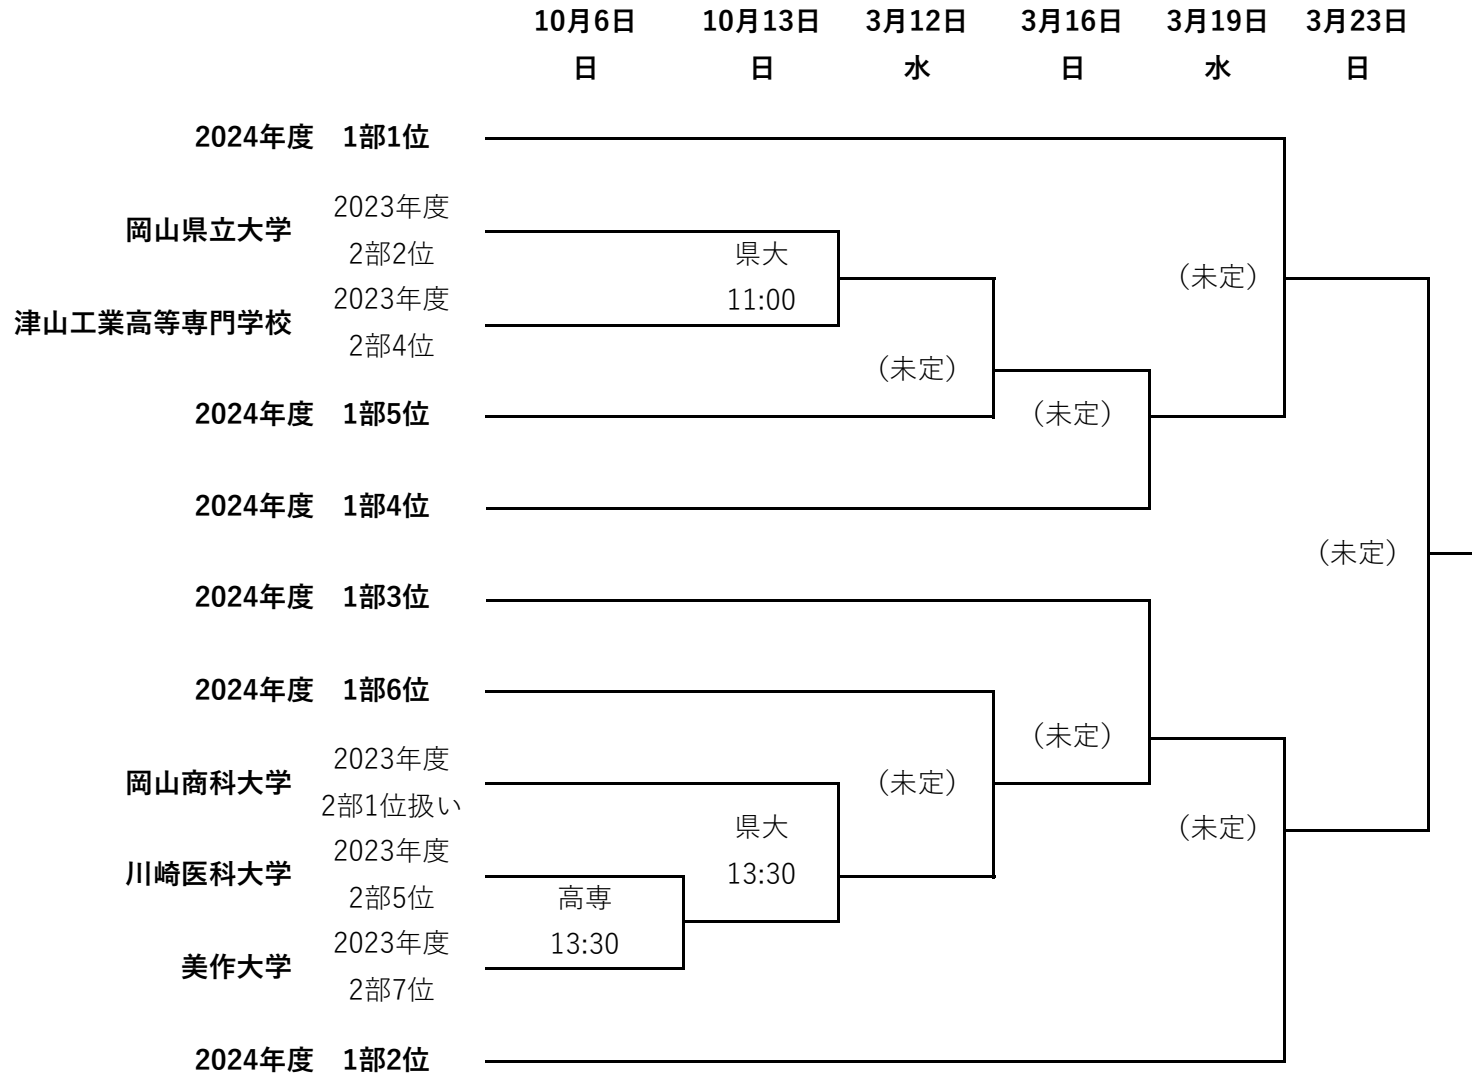 10月6日 10月13日 3月12日 3月16日 3月19日 3月23日
日 日 水 日 水 日
2024年度 1部1位
2023年度
岡山県立大学
2部2位 県大
(未定)
2023年度 11:00
津山工業高等専門学校
2部4位
(未定)
2024年度 1部5位 (未定)
2024年度 1部4位
(未定)
2024年度 1部3位
2024年度 1部6位
(未定)
2023年度
岡山商科大学 (未定)
2部1位扱い
県大 (未定)
2023年度
川崎医科大学 13:30
2部5位 高専
2023年度 13:30
美作大学
2部7位
2024年度 1部2位